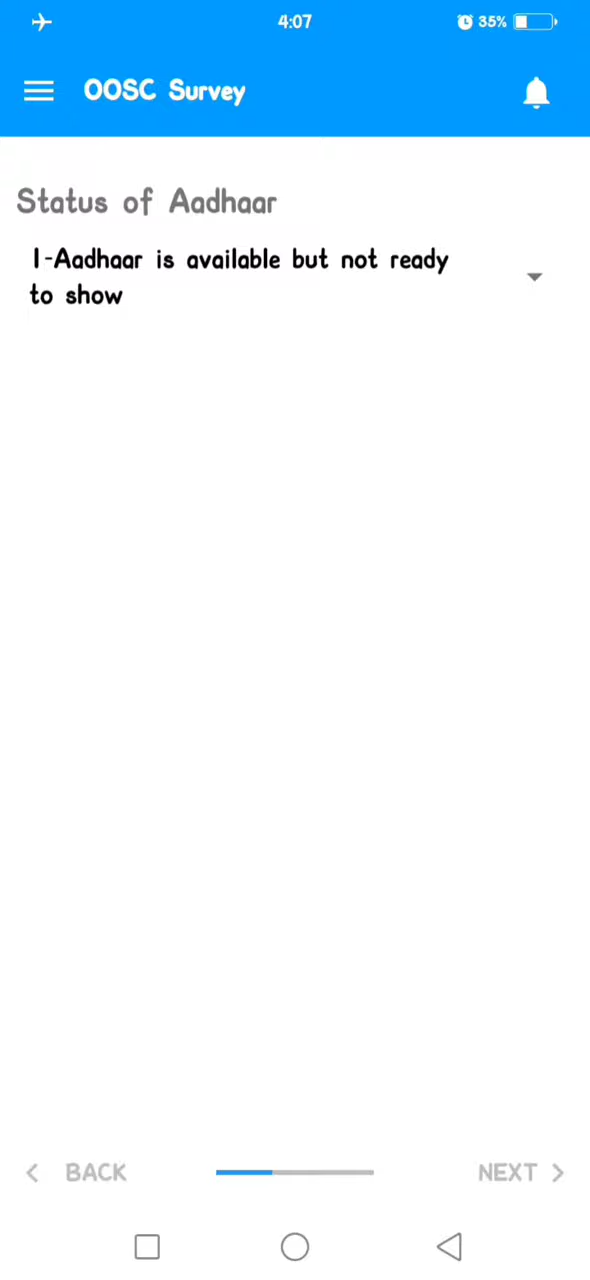 4:07
35%
OOSC Survey
Status of Aadhaar
1-Aadhaar is available but not ready
to show
BACK
NEXT